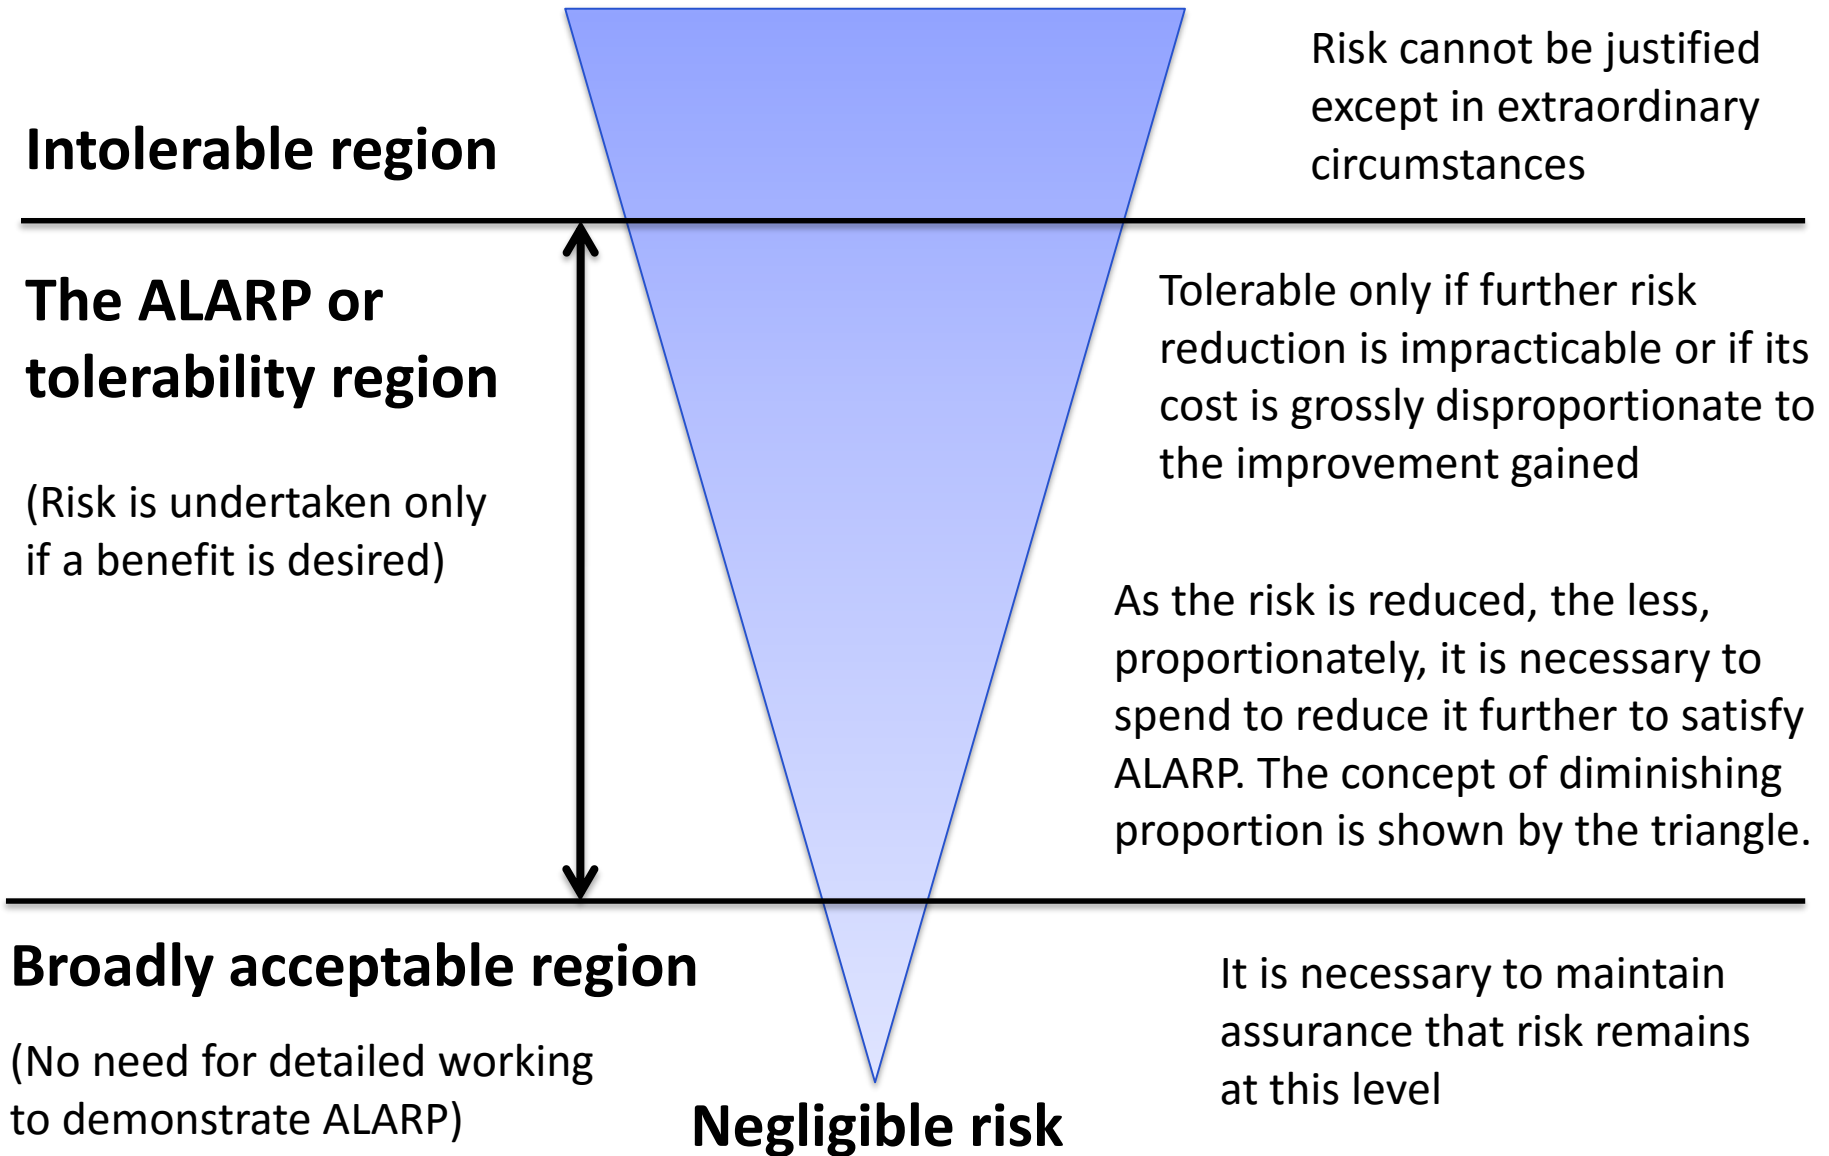 Risk cannot be justified
except in extraordinary
circumstances
Intolerable region
The ALARP or
tolerability region
(Risk is undertaken only
if a benefit is desired)
Tolerable only if further risk
reduction is impracticable or if its
cost is grossly disproportionate to
the improvement gained
As the risk is reduced, the less,
proportionately, it is necessary to
spend to reduce it further to satisfy
ALARP. The concept of diminishing
proportion is shown by the triangle.
Broadly acceptable region
(No need for detailed working
to demonstrate ALARP)
It is necessary to maintain
assurance that risk remains
at this level
Negligible risk